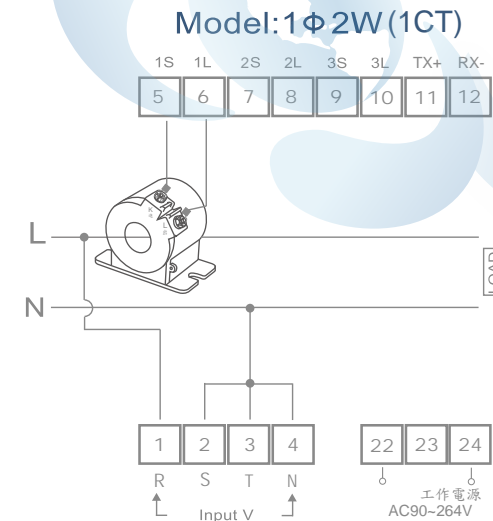 Model:1Φ2W(1CT)
1S 1L 2S 2L 3S 3L TX+ RX-
5 6 7 8 9 10 11 12
K
L
L
LOAD
N
1 2 3 4 22 23 24
R S T N
工作電源
Input V
AC90~264V